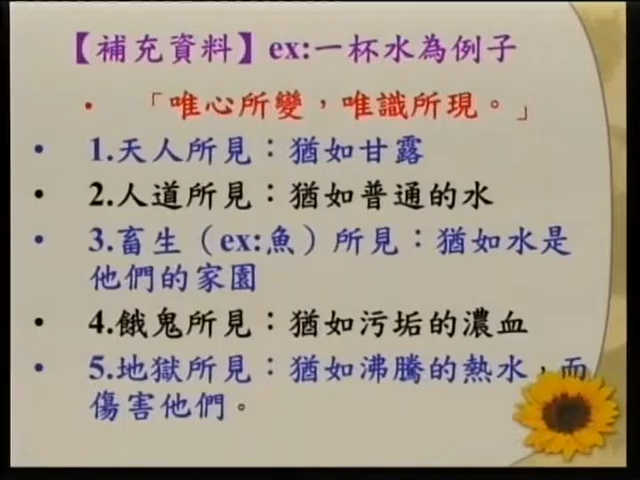 【補充資料】ex:一杯水為例子
• 「唯心所變，唯識所現。」
• 1.天人所見：猶如甘露
• 2.人道所見：猶如普通的水
• 3.畜生（ex:魚）所見：猶如水是
他們的家園
• 4.餓鬼所見：猶如污垢的濃血
• 5.地獄所見：猶如沸騰的熱水，而
傷害他們。